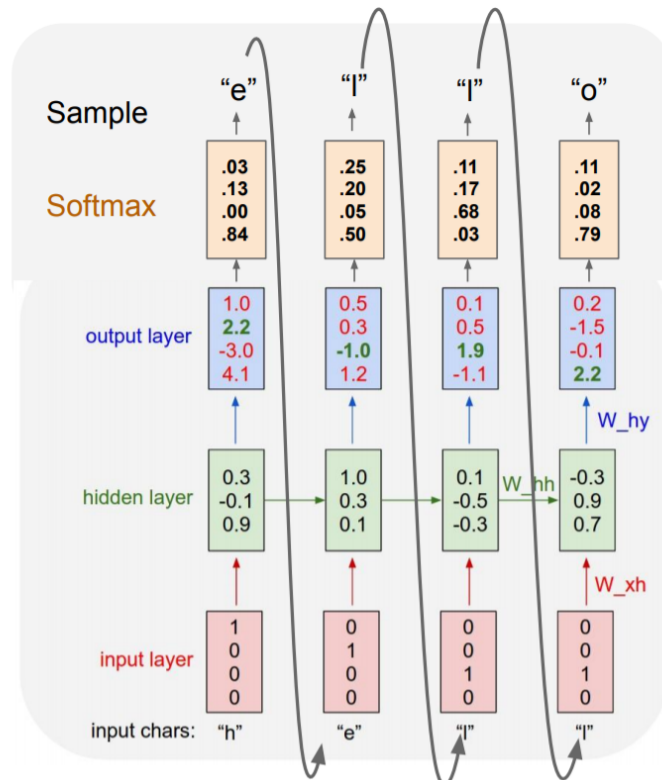 “e” “l” “l” “o”
Sample
.03 .25 .11 .11
.13 .20 .17 .02
Softmax
.00 .05 .68 .08
.84 .50 .03 .79
1.0 0.5 0.1 0.2
2.2 0.3 0.5 -1.5
output layer
-3.0 -1.0 1.9 -0.1
4.1 1.2 -1.1 2.2
W_hy
0.3 1.0 0.1 -0.3
hidden layer -0.1 0.3 -0.5 W_hh 0.9
0.9 0.1 -0.3 0.7
W_xh
1 0 0 0
0 1 0 0
input layer
0 0 1 1
0 0 0 0
input chars: “h” “e” “l” “l”